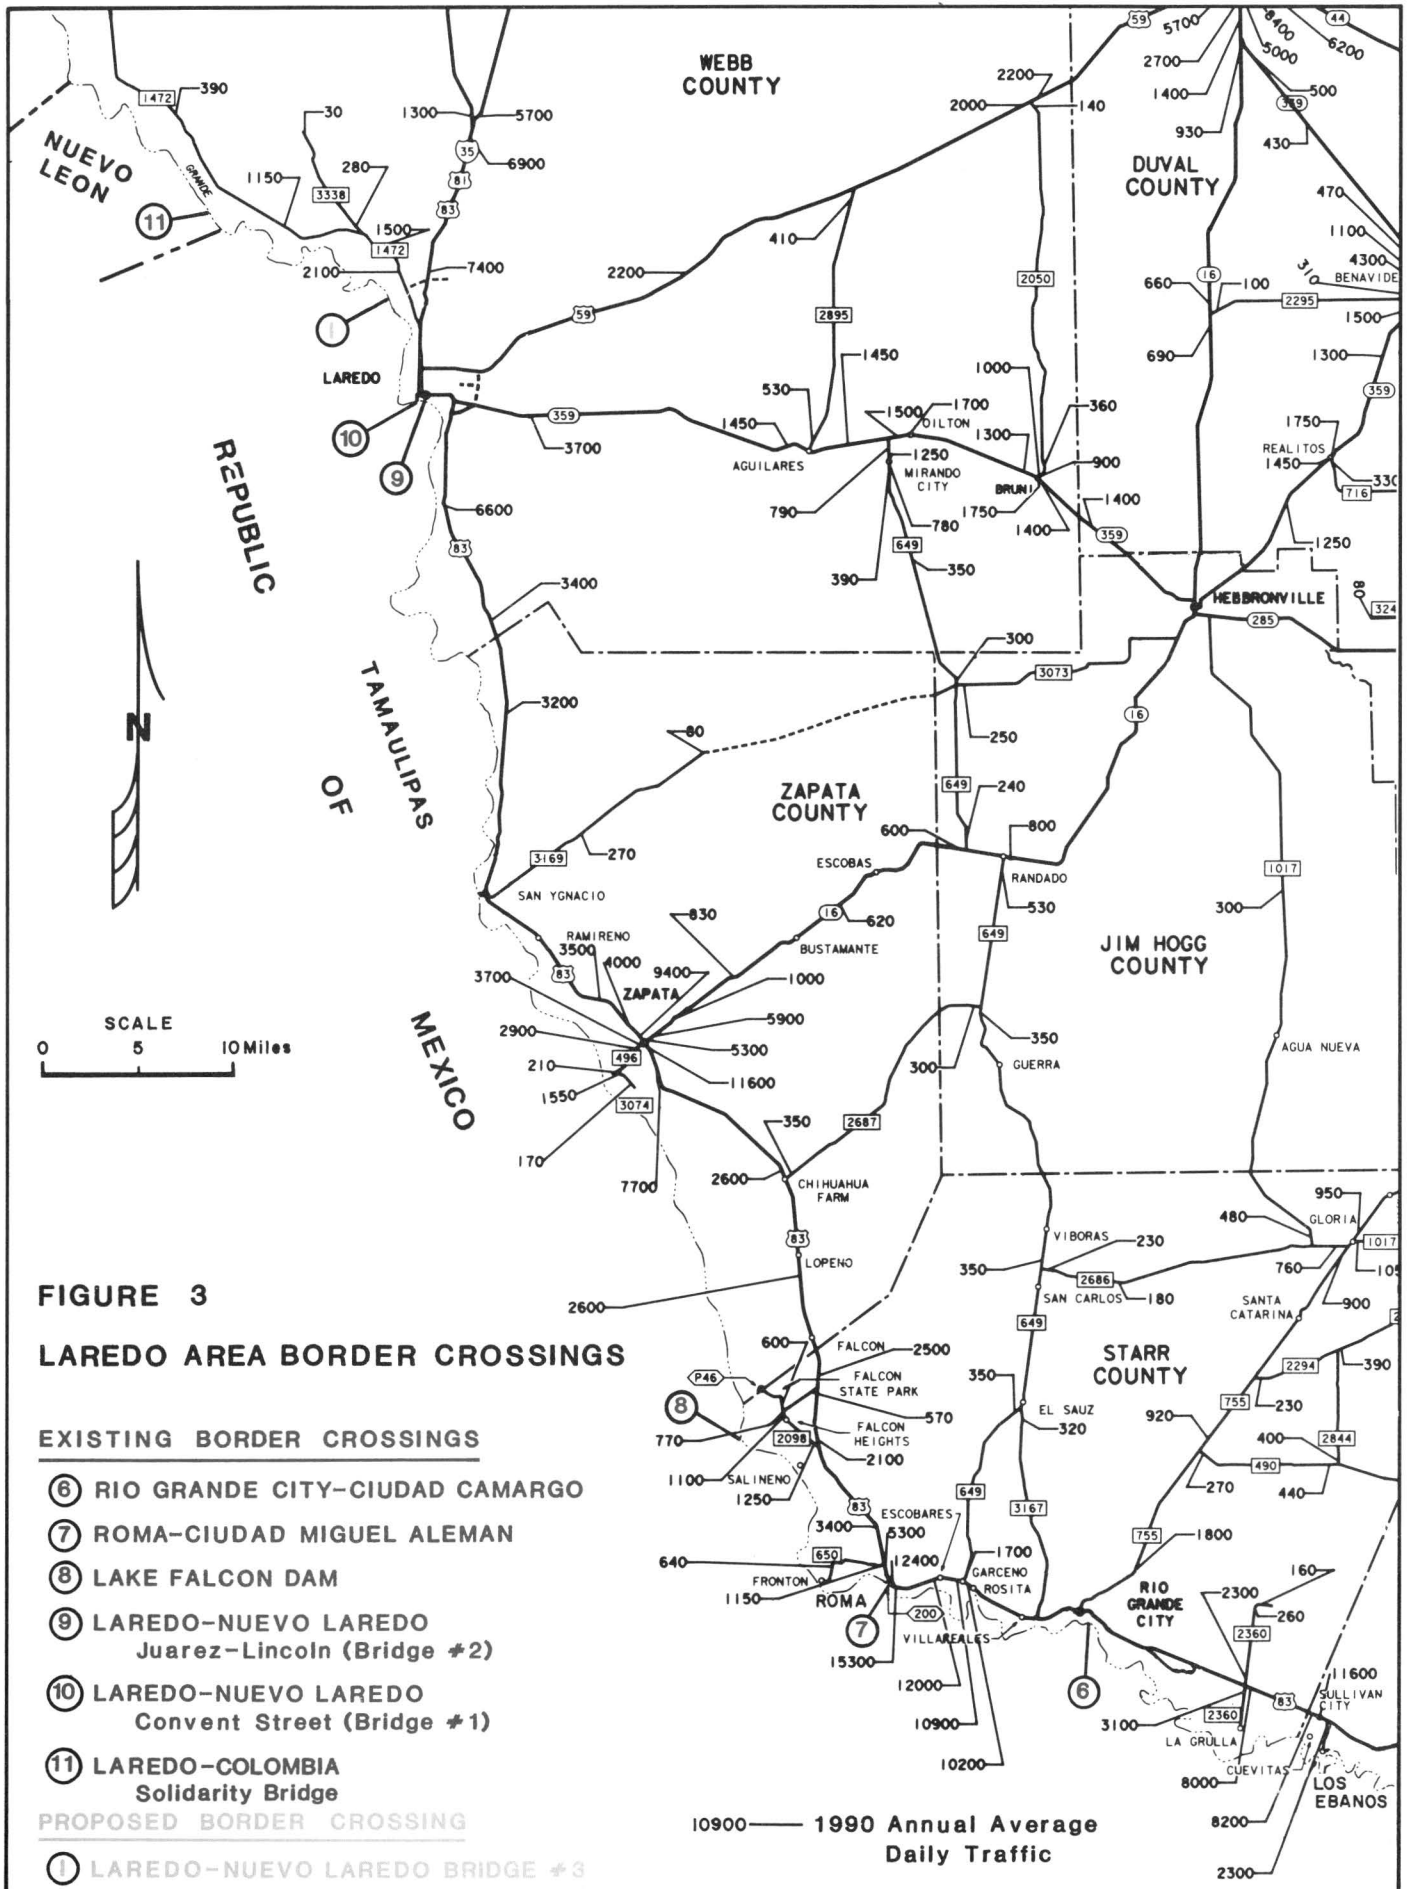 59
5700
8400
44
6200
2700
5000
WEBB
COUNTY
2200
1400
500
1472
390
30
1300
5700
2000
140
359
930
430
NUEVO
LEON
35
6900
DUVAL
COUNTY
GRANDE
1150
280
81
3338
83
470
11
1500
1472
410
1100
2100
7400
2200
2050
16
4300
310
BENAVIDE
660
100
2295
1
59
2895
1500
690
1450
1300
LAREDO
1000
530
359
359
1450
1500
1700
OILTON
360
1750
10
3700
1300
REALITOS
AGUILARES
1250
MIRANDO
CITY
900
1450
330
9
BRUNI
716
REPUBLIC
6600
790
780
1750
1400
1400
359
83
649
1250
390
350
3400
80
HEBBRONVILLE
324
285
300
TAMAULIPAS
3073
3200
16
N
80
250
OF
ZAPATA
COUNTY
649
240
600
800
3169
270
ESCOBAS
RANDADO
1017
SAN YGNACIO
830
16
620
530
300
RAMIRENO
BUSTAMANTE
649
JIM HOGG
COUNTY
3500
4000
83
9400
3700
ZAPATA
1000
SCALE
5900
2900
350
0 5 10 Miles
MEXICO
496
5300
AGUA NUEVA
210
11600
300
GUERRA
1550
3074
350
2687
170
7700
2600
CHIHUAHUA
FARM
950
480
GLORIA
83
VIBORAS
230
1017
LOPENO
350
760
105
2686
FIGURE 3
2600
SAN CARLOS
180
SANTA
CATARINA
900
649
LAREDO AREA BORDER CROSSINGS
600
FALCON
2500
STARR
COUNTY
P46
FALCON
STATE PARK
350
2294
390
8
570
EL SAUZ
755
230
EXISTING BORDER CROSSINGS
770
2098
FALCON
HEIGHTS
320
920
400
2844
1100
SALINENO
2100
490
6 RIO GRANDE CITY-CIUDAD CAMARGO
1250
649
270
440
83
ESCOBARES
3167
7 ROMA-CIUDAD MIGUEL ALEMAN
3400
5300
755
1800
640
650
12400
1700
8 LAKE FALCON DAM
FRONTON
GARCENO
160
1150
ROMA
ROSITA
RIO
GRANDE
CITY
2300
260
200
9 LAREDO-NUEVO LAREDO
7
VILLAREALES
2360
Juarez-Lincoln (Bridge #2)
15300
11600
12000
6
83
SULLIVAN
CITY
10 LAREDO-NUEVO LAREDO
10900
3100
2360
Convent Street (Bridge #1)
LA GRULLA
10200
CUEVITAS
11 LAREDO-COLOMBIA
8000
LOS
EBANOS
Solidarity Bridge
PROPOSED BORDER CROSSING
10900 1990 Annual Average
Daily Traffic
8200
1 LAREDO-NUEVO LAREDO BRIDGE #3
2300